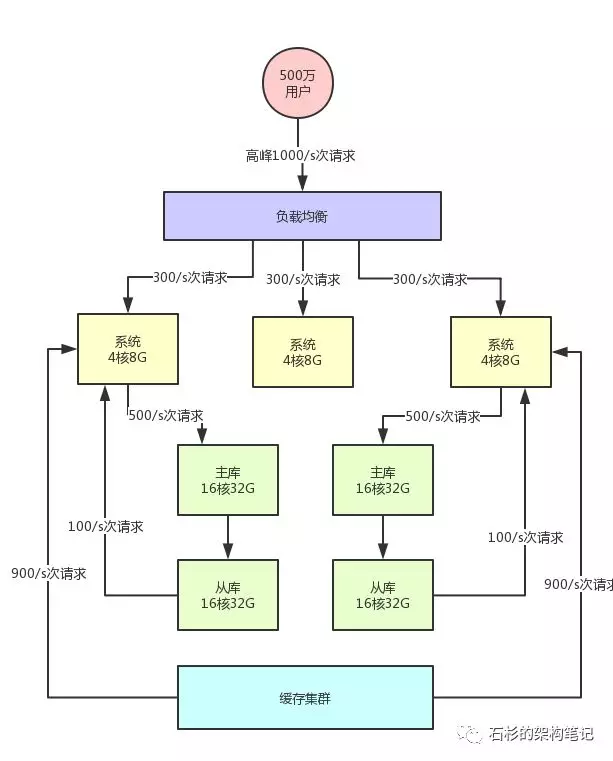 500万
用户
高峰1000/s次请求
负载均衡
300/s次请求
300/s次请求
300/s次请求
系统
4核8G
系统
4核8G
系统
4核8G
500/s次请求
500/s次请求
主库
16核32G
主库
16核32G
100/s次请求
100/s次请求
900/s次请求
900/s次请求
从库
16核32G
从库
16核32G
缓存集群
石杉的架构笔记